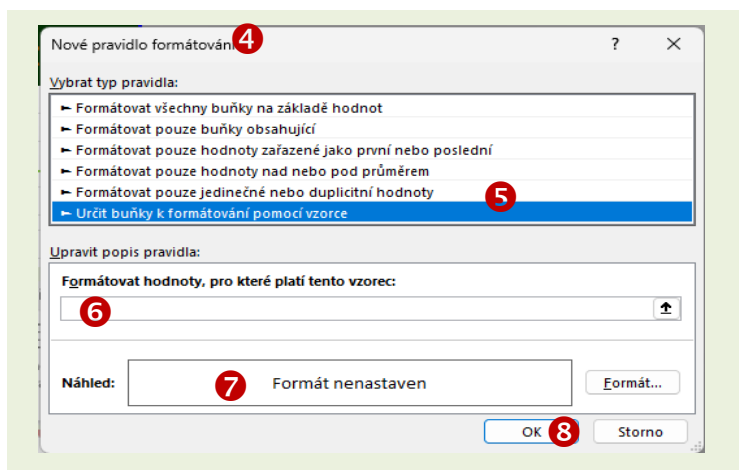 Nové pravidlo formátování 4 ? ×
Vybrat typ pravidla:
► Formátovat všechny buňky na základě hodnot
► Formátovat pouze buňky obsahující
► Formátovat pouze hodnoty zařazené jako první nebo poslední
► Formátovat pouze hodnoty nad nebo pod průměrem
► Formátovat pouze jedinečné nebo duplicitní hodnoty
5
► Určit buňky k formátování pomocí vzorce
Upravit popis pravidla:
Formátovat hodnoty, pro které platí tento vzorec:
6
Náhled: 7 Formát nenastaven Formát...
OK 8 Storno